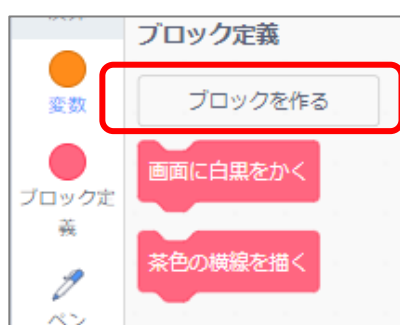 ブロック定義
変数
ブロックを作る
画面に白黒をかく
ブロック定
義
茶色の横線を描く
ペン